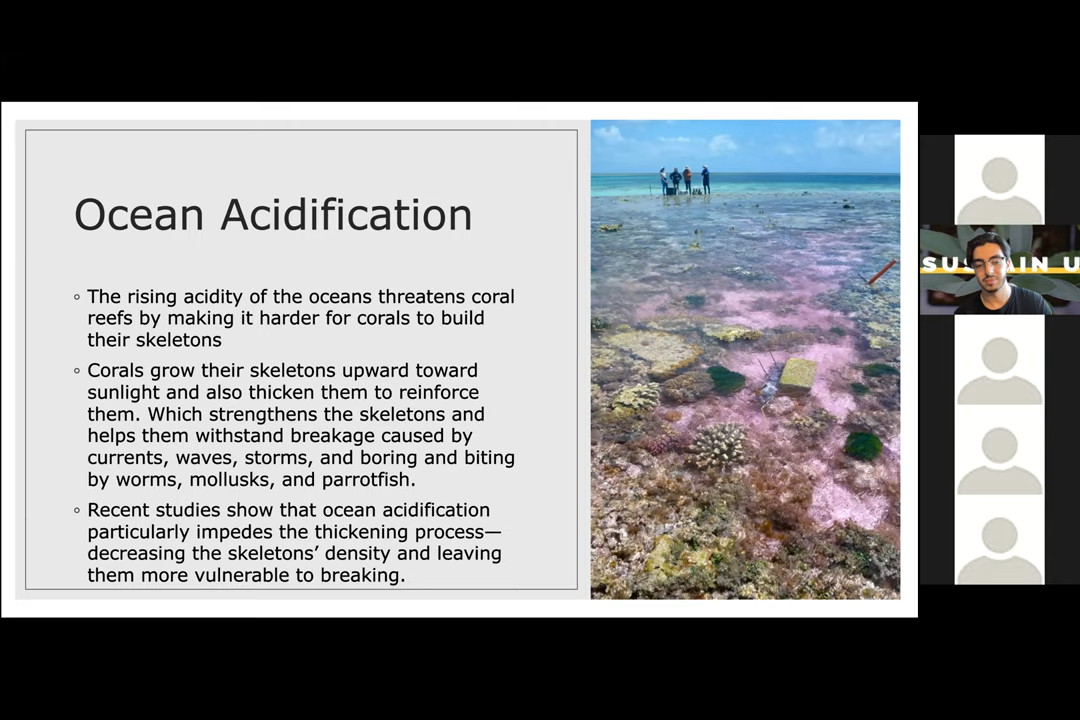 Ocean Acidification
◦ The rising acidity of the oceans threatens coral
reefs by making it harder for corals to build
their skeletons
◦ Corals grow their skeletons upward toward
sunlight and also thicken them to reinforce
them. Which strengthens the skeletons and
helps them withstand breakage caused by
currents, waves, storms, and boring and biting
by worms, mollusks, and parrotfish.
◦ Recent studies show that ocean acidification
particularly impedes the thickening process—
decreasing the skeletons’ density and leaving
them more vulnerable to breaking.